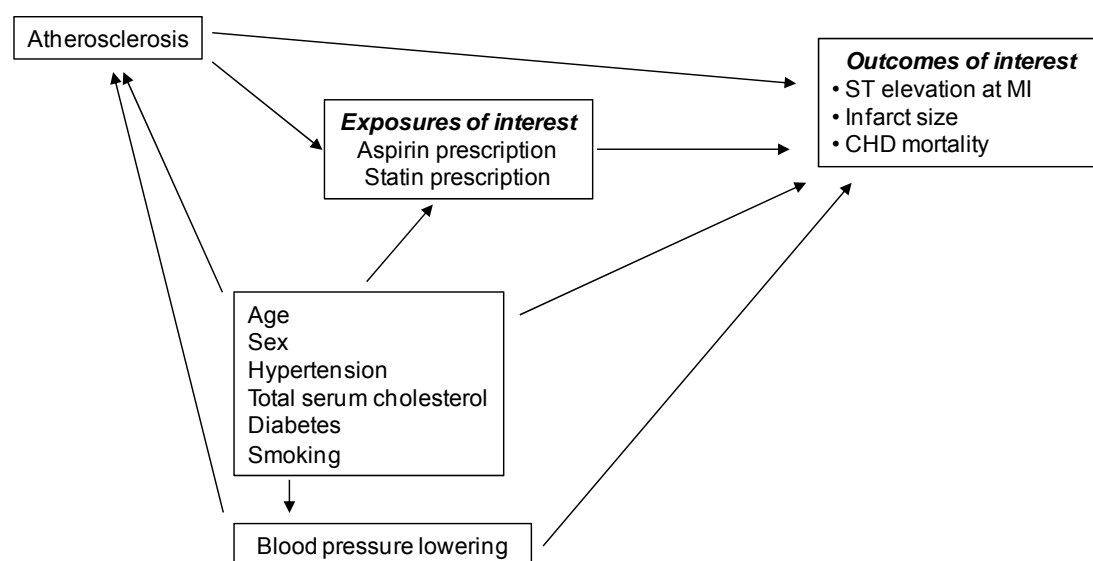 Atherosclerosis
Outcomes of interest
• ST elevation at MI
• Infarct size
• CHD mortality
Exposures of interest
Aspirin prescription
Statin prescription
Age
Sex
Hypertension
Total serum cholesterol
Diabetes
Smoking
Blood pressure lowering